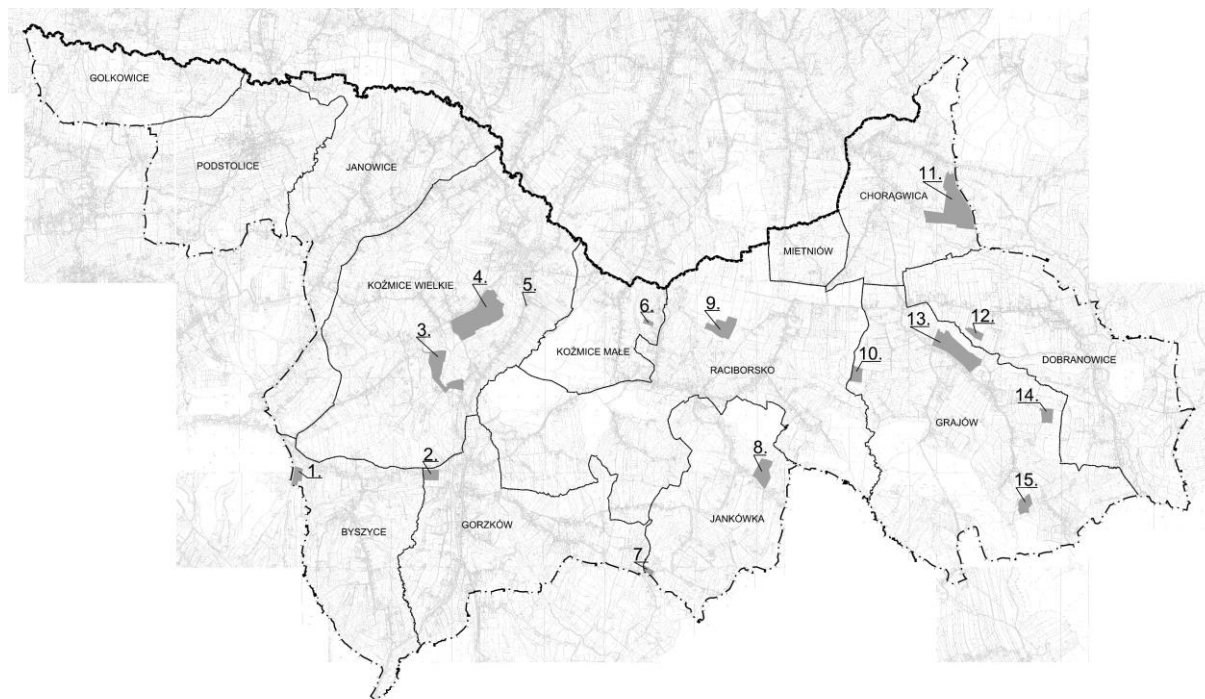 GOLKOWICE
PODSTOLICE
JANOWICE
11.
CHORĄGWICA
MIETNIÓW
KOŹMICE WIELKIE
4.
5.
6.
9.
13.
12.
3.
KOŹMICE MAŁE
RACIBORSKO
10.
DOBRANOWICE
14.
GRAJÓW
1.
2.
8.
15.
BYSZYCE
GORZKÓW
JANKÓWKA
7